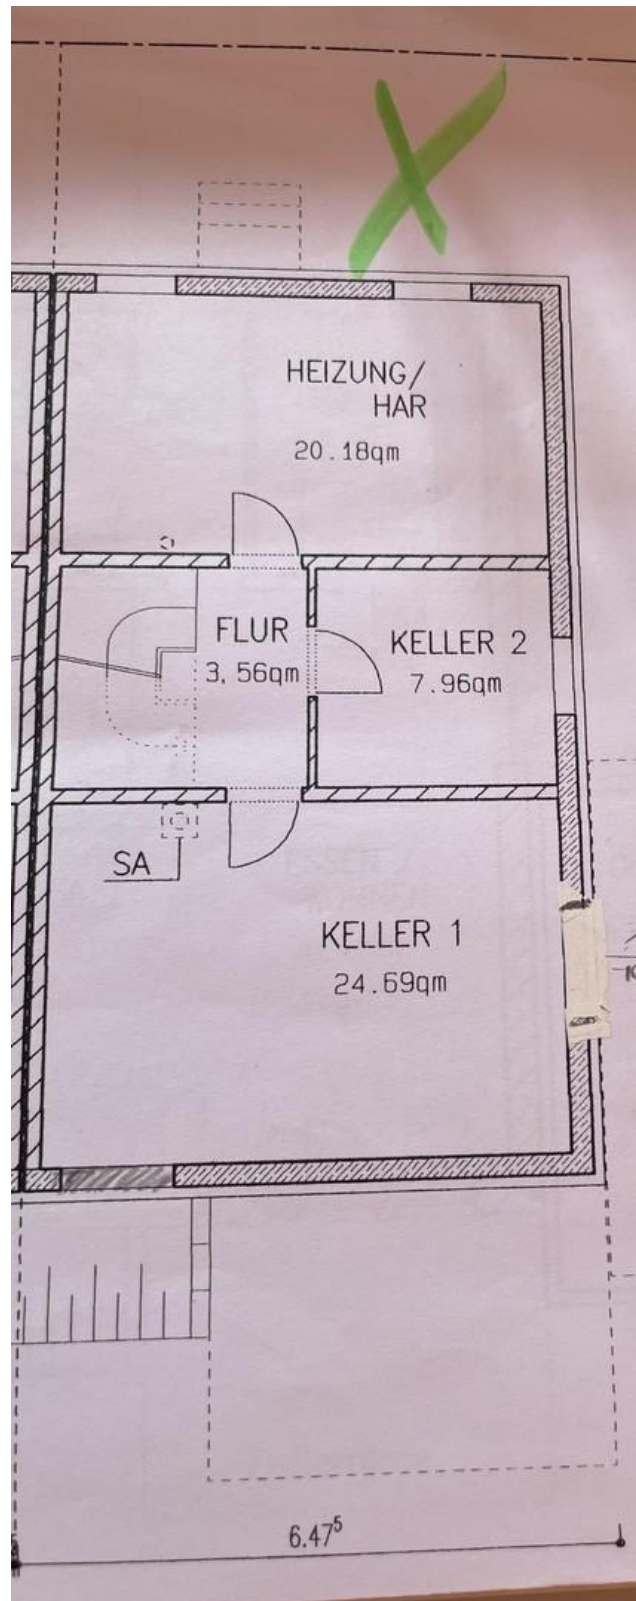 HEIZUNG/
HAR
20.18qm
FLUR
3,56qm
KELLER 2
7.96qm
SA
KELLER 1
24.69qm
6.47⁵